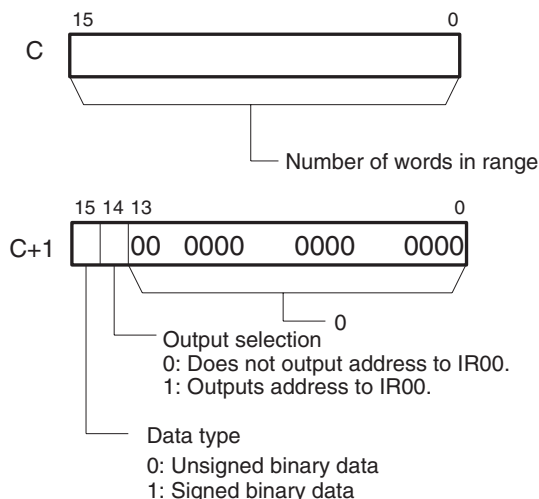 15 0
C
Number of words in range
15 14 13 0
C+1 00 0000 0000 0000
0
Output selection
0: Does not output address to IR00.
1: Outputs address to IR00.
Data type
0: Unsigned binary data
1: Signed binary data